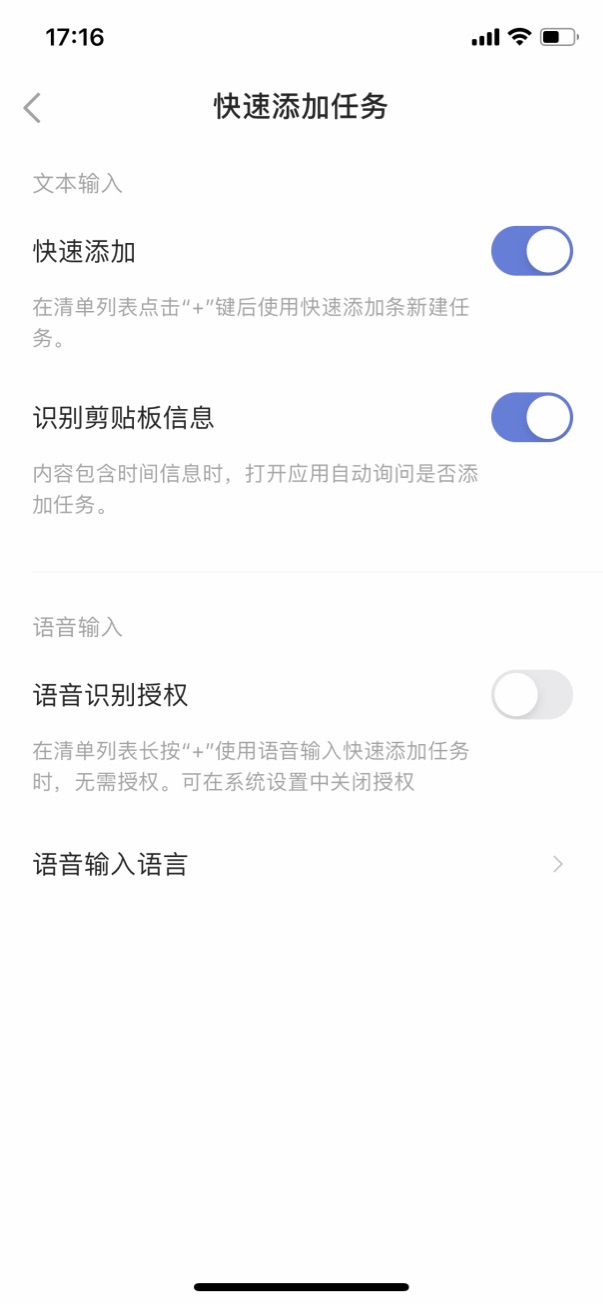 17:16
快速添加任务
文本输入
快速添加
在清单列表点击“+”键后使用快速添加条新建任
务。
识别剪贴板信息
内容包含时间信息时，打开应用自动询问是否添
加任务。
语音输入
语音识别授权
在清单列表长按“+”使用语音输入快速添加任务
时，无需授权。可在系统设置中关闭授权
语音输入语言